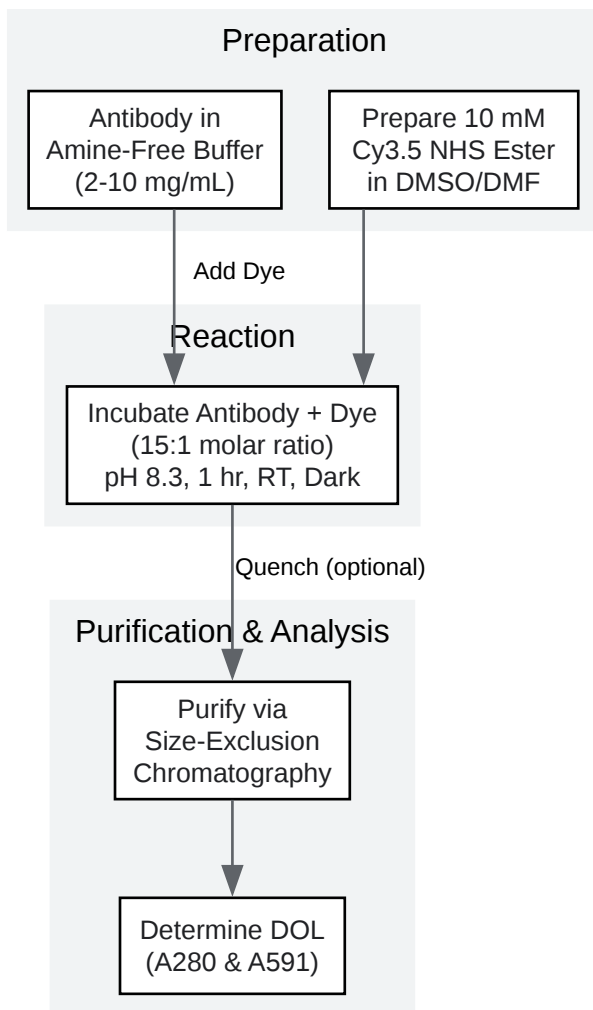 Preparation
Antibody in
Amine-Free Buffer
(2-10 mg/mL)
Prepare 10 mM
Cy3.5 NHS Ester
in DMSO/DMF
Add Dye
Reaction
Incubate Antibody + Dye
(15:1 molar ratio)
pH 8.3, 1 hr, RT, Dark
Quench (optional)
Purification & Analysis
Purify via
Size-Exclusion
Chromatography
Determine DOL
(A280 & A591)